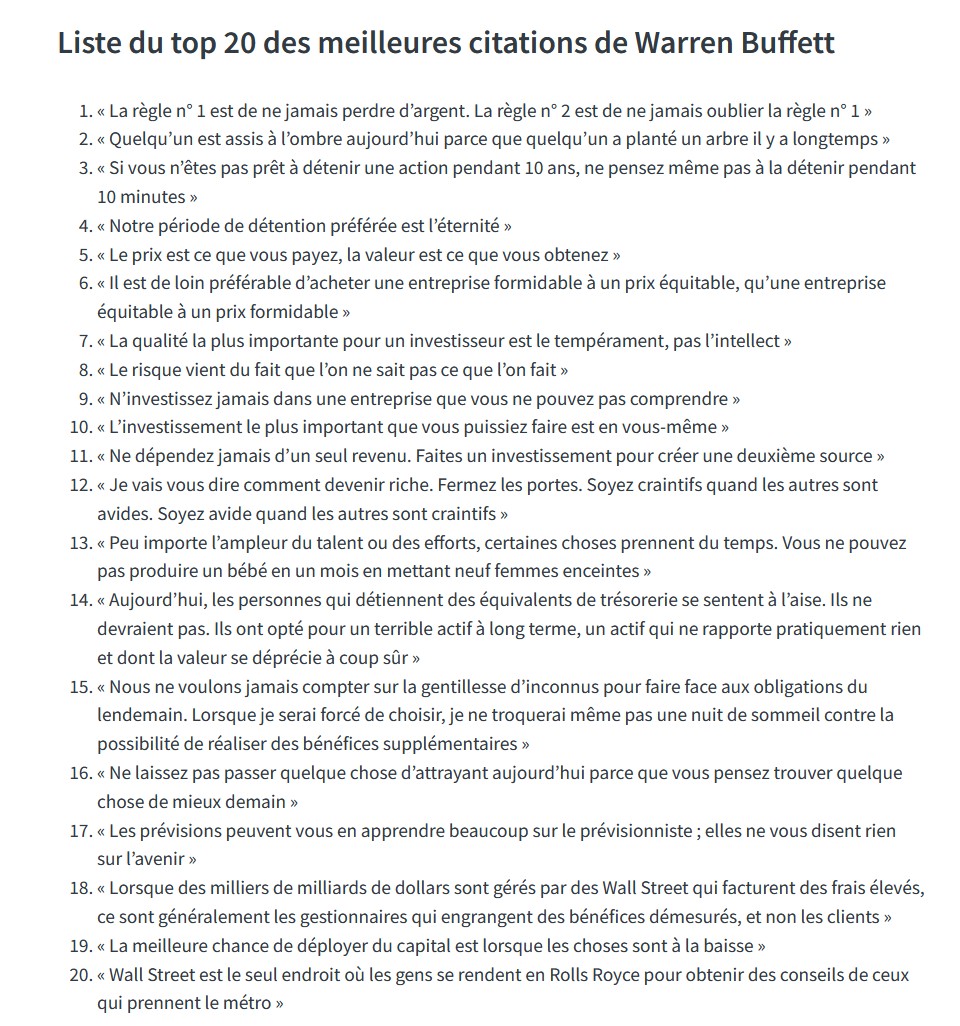 Liste du top 20 des meilleures citations de Warren Buffett
1. « La règle n° 1 est de ne jamais perdre d’argent. La règle n° 2 est de ne jamais oublier la règle n° 1 »
2. « Quelqu’un est assis à l’ombre aujourd’hui parce que quelqu’un a planté un arbre il y a longtemps »
3. « Si vous n’êtes pas prêt à détenir une action pendant 10 ans, ne pensez même pas à la détenir pendant
10 minutes »
4. « Notre période de détention préférée est l’éternité »
5. « Le prix est ce que vous payez, la valeur est ce que vous obtenez »
6. « Il est de loin préférable d’acheter une entreprise formidable à un prix équitable, qu’une entreprise
équitable à un prix formidable »
7. « La qualité la plus importante pour un investisseur est le tempérament, pas l’intellect »
8. « Le risque vient du fait que l’on ne sait pas ce que l’on fait »
9. « N’investissez jamais dans une entreprise que vous ne pouvez pas comprendre »
10. « L’investissement le plus important que vous puissiez faire est en vous-même »
11. « Ne dépendez jamais d’un seul revenu. Faites un investissement pour créer une deuxième source »
12. « Je vais vous dire comment devenir riche. Fermez les portes. Soyez craintifs quand les autres sont
avides. Soyez avide quand les autres sont craintifs »
13. « Peu importe l’ampleur du talent ou des efforts, certaines choses prennent du temps. Vous ne pouvez
pas produire un bébé en un mois en mettant neuf femmes enceintes »
14. « Aujourd’hui, les personnes qui détiennent des équivalents de trésorerie se sentent à l’aise. Ils ne
devraient pas. Ils ont opté pour un terrible actif à long terme, un actif qui ne rapporte pratiquement rien
et dont la valeur se déprécie à coup sûr »
15. « Nous ne voulons jamais compter sur la gentillesse d’inconnus pour faire face aux obligations du
lendemain. Lorsque je serai forcé de choisir, je ne troquerai même pas une nuit de sommeil contre la
possibilité de réaliser des bénéfices supplémentaires »
16. « Ne laissez pas passer quelque chose d’attrayant aujourd’hui parce que vous pensez trouver quelque
chose de mieux demain »
17. « Les prévisions peuvent vous en apprendre beaucoup sur le prévisionniste ; elles ne vous disent rien
sur l’avenir »
18. « Lorsque des milliers de milliards de dollars sont gérés par des Wall Street qui facturent des frais élevés,
ce sont généralement les gestionnaires qui engrangent des bénéfices démesurés, et non les clients »
19. « La meilleure chance de déployer du capital est lorsque les choses sont à la baisse »
20. « Wall Street est le seul endroit où les gens se rendent en Rolls Royce pour obtenir des conseils de ceux
qui prennent le métro »